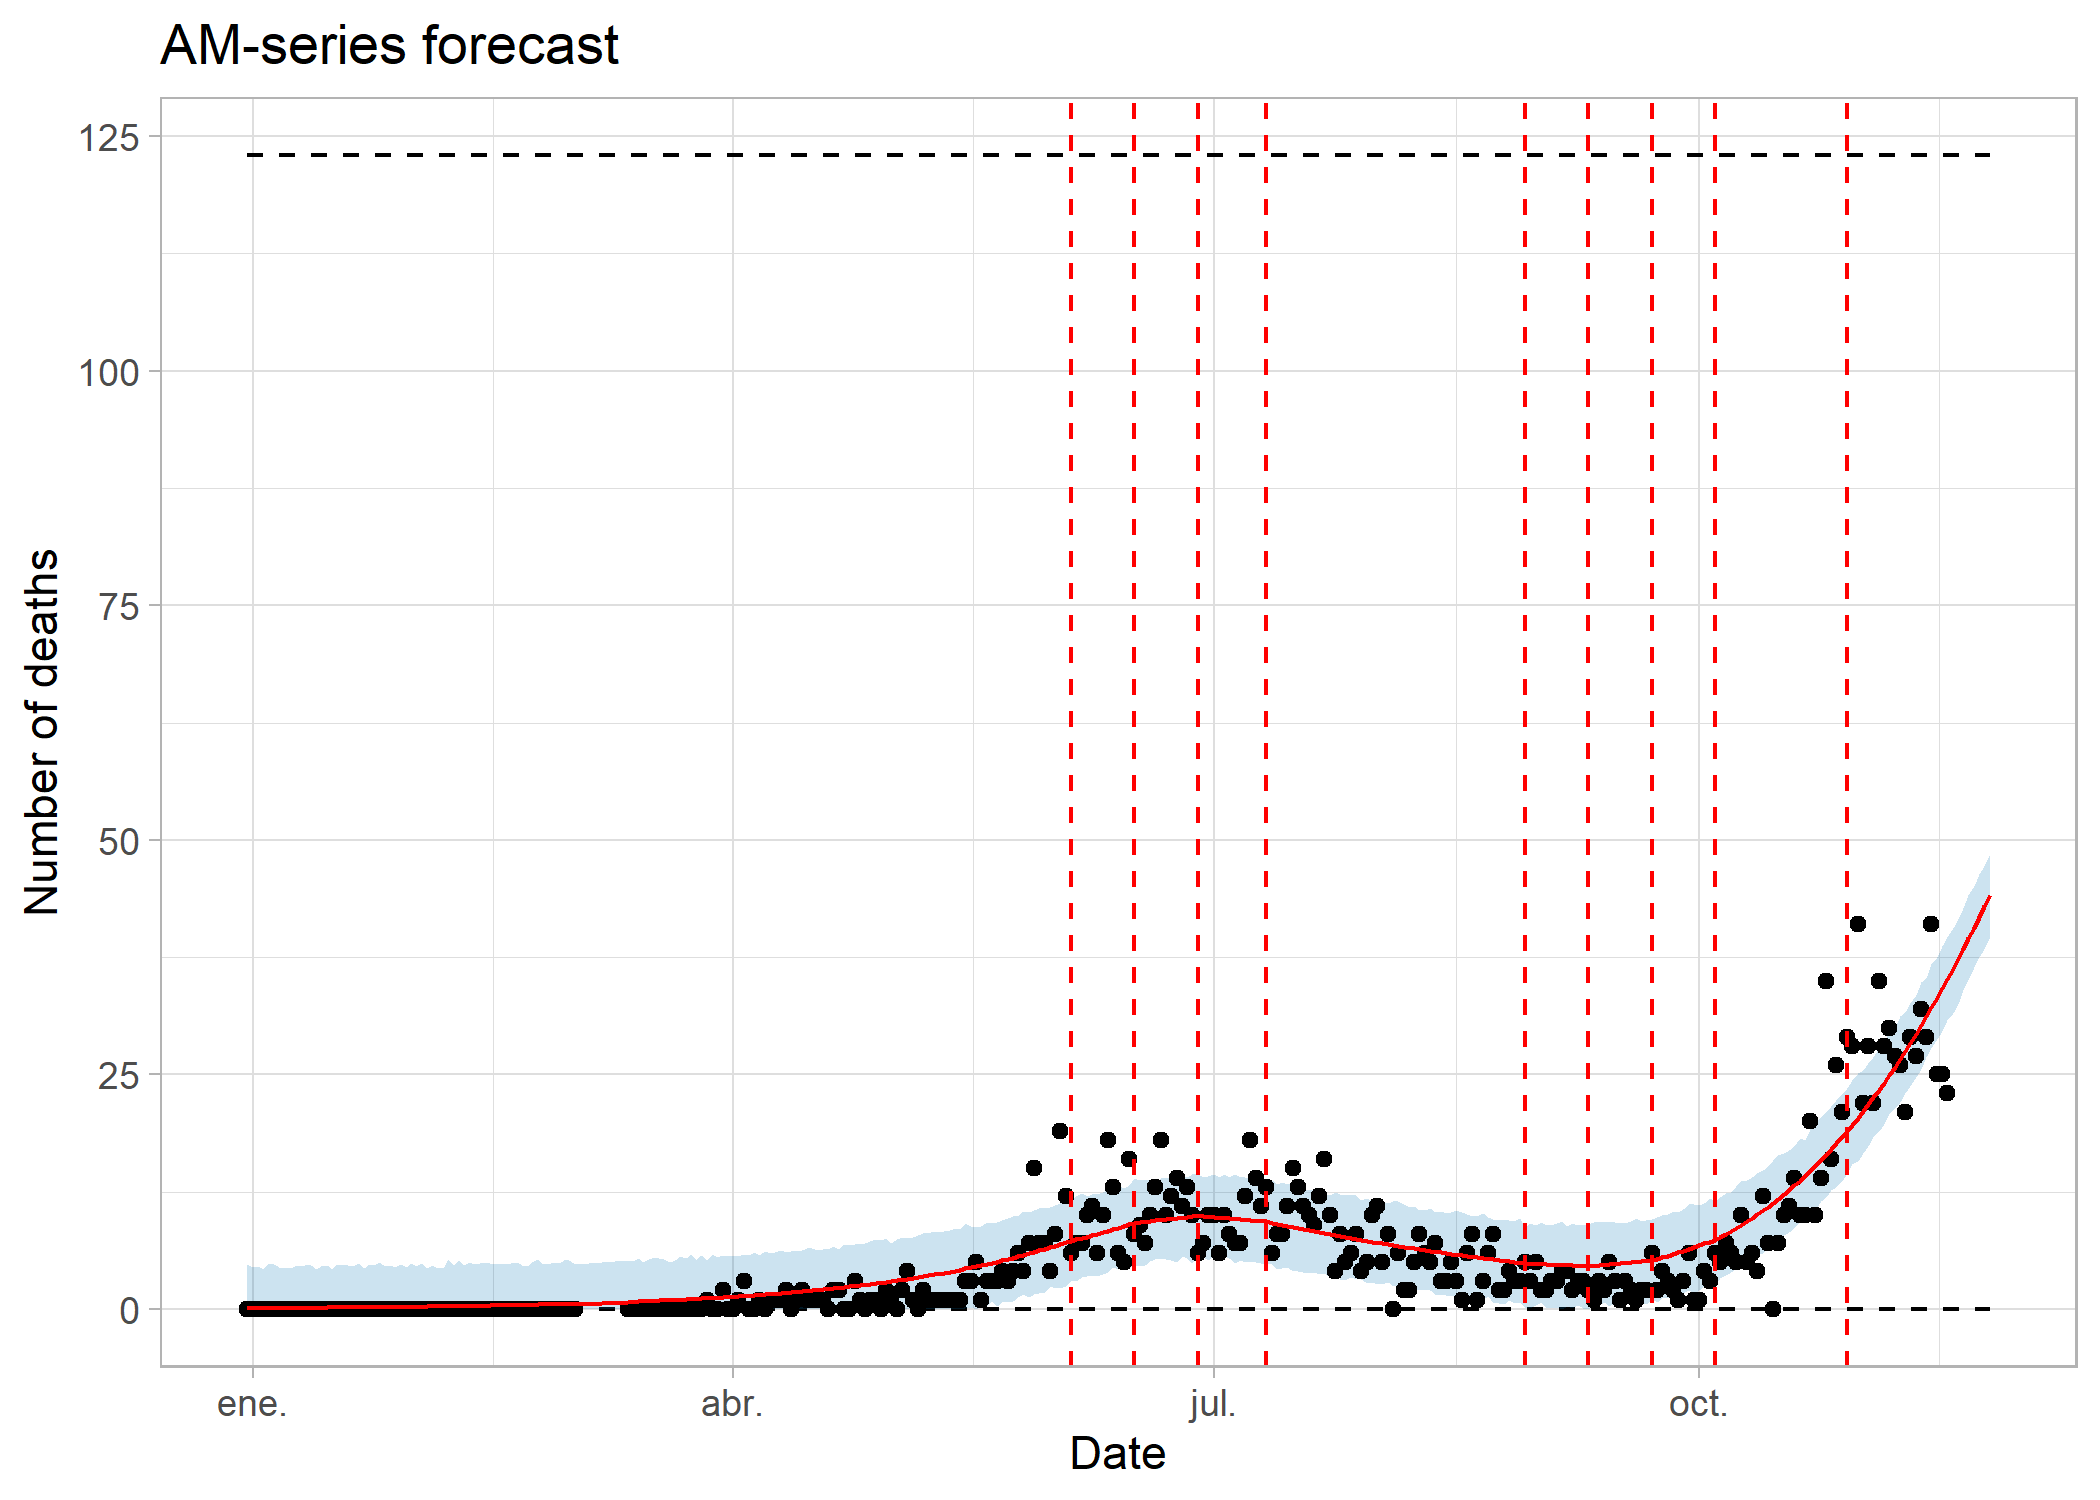 AM-series forecast
125
100
75
50
25
0
Number of deaths
ene.
abr.
jul.
oct.
Date